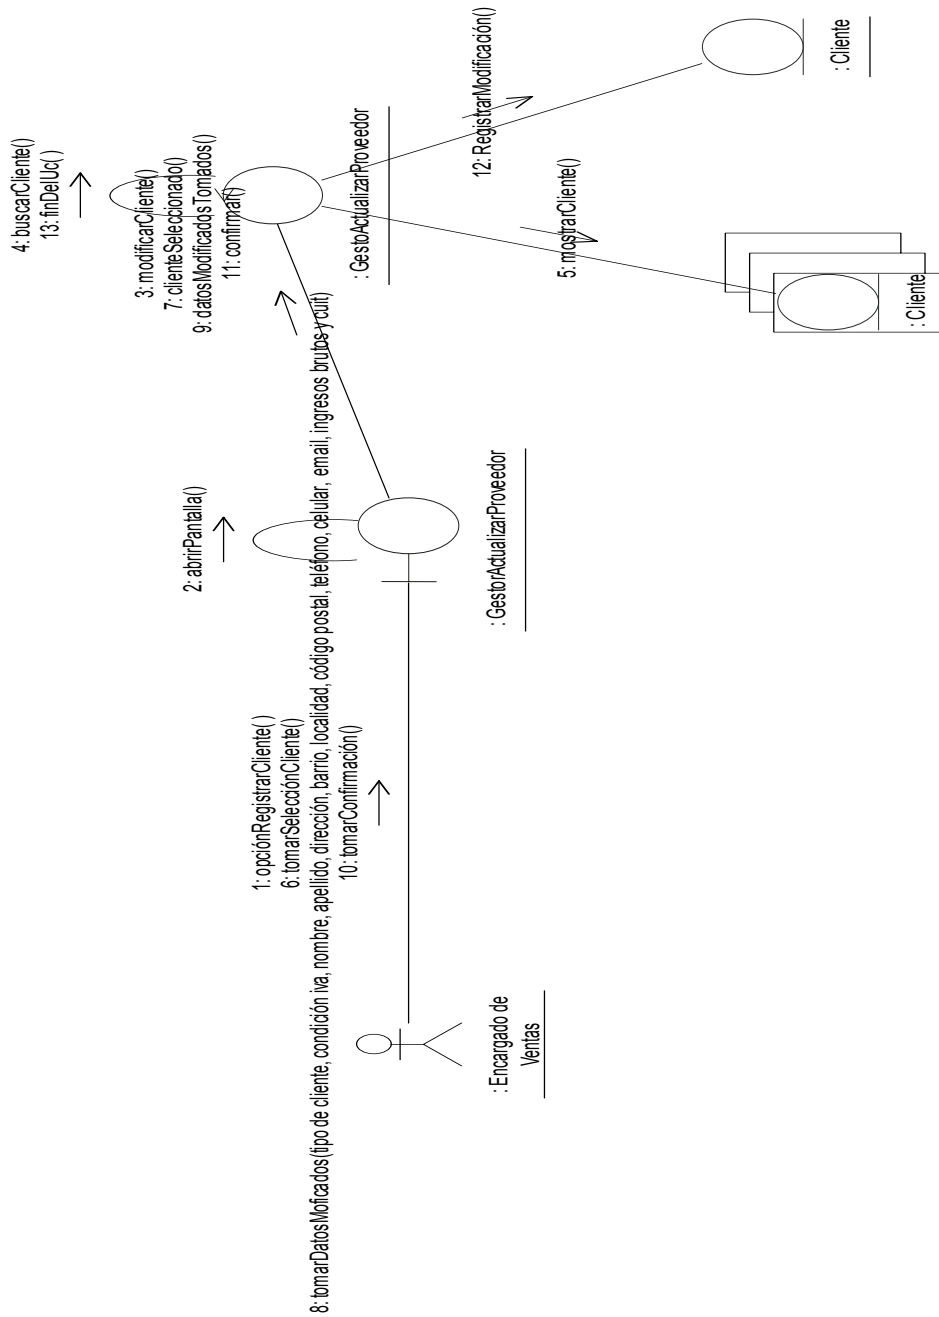 4: buscarCliente()
13: finDelUc()
3: modificarCliente()
7: clienteSeleccionado()
9: datosModificadosTomados()
11: confirmar()
: GestoActualizarProveedor
12: RegistrarModificación()
: Cliente
5: mostrarCliente()
: Cliente
2: abrirPantalla()
: GestorActualizarProveedor
1: opciónRegistrarCliente()
6: tomarSelecciónCliente()
8: tomarDatosMoficados(tipo de cliente, condición iva, nombre, apellido, dirección, barrio, localidad, código postal, teléfono, celular, email, ingresos brutos y cuit)
10: tomarConfirmación()
: Encargado de
Ventas